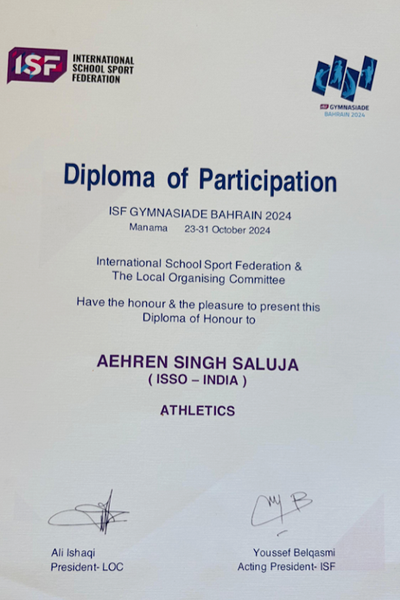 ISF
INTERNATIONAL
SCHOOL SPORT
FEDERATION
ISF GYMNASIADE
BAHRAIN 2024
Diploma of Participation
ISF GYMNASIADE BAHRAIN 2024
Manama 23-31 October 2024
International School Sport Federation &
The Local Organising Committee
Have the honour & the pleasure to present this
Diploma of Honour to
AEHREN SINGH SALUJA
( ISSO – INDIA )
ATHLETICS
Ali Ishaqi
President- LOC
Youssef Belqasmi
Acting President- ISF